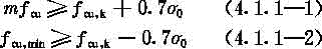 mf_cu ⩾ f_cu,k + 0.7σ₀ (4.1.1—1)
f_cu,min ⩾ f_cu,k − 0.7σ₀ (4.1.1—2)